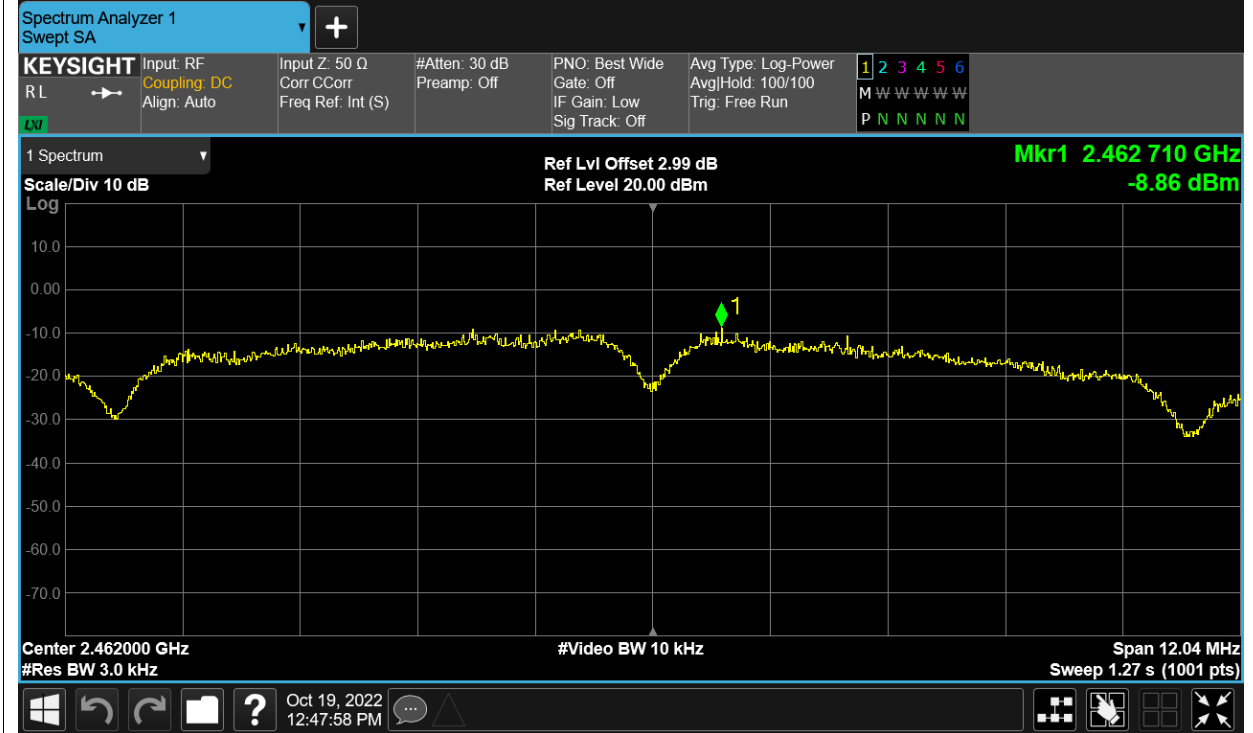 Spectrum Analyzer 1
Swept SA
KEYSIGHT
R L
LXI
Input: RF
Coupling: DC
Align: Auto
Input Z: 50 Ω
Corr CCorr
Freq Ref: Int (S)
#Atten: 30 dB
Preamp: Off
PNO: Best Wide
Gate: Off
IF Gain: Low
Sig Track: Off
Avg Type: Log-Power
Avg|Hold: 100/100
Trig: Free Run
1 2 3 4 5 6
M W W W W W
P N N N N N
1 Spectrum
Scale/Div 10 dB
Ref Lvl Offset 2.99 dB
Ref Level 20.00 dBm
Mkr1 2.462 710 GHz
-8.86 dBm
Log
10.0
0.00
-10.0
-20.0
-30.0
-40.0
-50.0
-60.0
-70.0
1
Center 2.462000 GHz
#Res BW 3.0 kHz
#Video BW 10 kHz
Span 12.04 MHz
Sweep 1.27 s (1001 pts)
?
Oct 19, 2022
12:47:58 PM